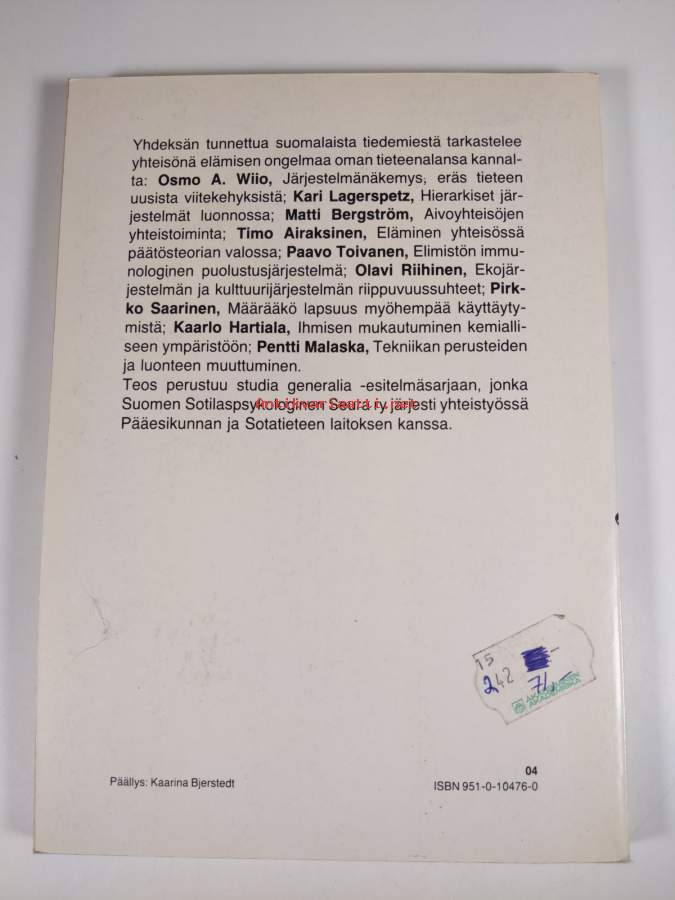 Yhdeksän tunnettua suomalaista tiedemiestä tarkastelee
yhteisönä elämisen ongelmaa oman tieteenalansa kannal-
ta: Osmo A. Wiio, Järjestelmänäkemys, eräs tieteen
uusista viitekehyksistä; Kari Lagerspetz, Hierarkiset jär-
jestelmät luonnossa; Matti Bergström, Aivoyhteisöjen
yhteistoiminta; Timo Airaksinen, Eläminen yhteisössä
päätösteorian valossa; Paavo Toivanen, Elimistön immu-
nologinen puolustusjärjestelmä; Olavi Riihinen, Ekojär-
jestelmän ja kulttuurijärjestelmän riippuvuussuhteet; Pirk-
ko Saarinen, Määrääkö lapsuus myöhempää käyttäyty-
mistä; Kaarlo Hartiala, Ihmisen mukautuminen kemialli-
seen ympäristöön; Pentti Malaska, Tekniikan perusteiden
ja luonteen muuttuminen.
Teos perustuu studia generalia -esitelmäsarjaan, jonka
Suomen Sotilaspsykologinen Seura ry järjesti yhteistyössä
Pääesikunnan ja Sotatieteen laitoksen kanssa.
15
242 71,-
04
Päällys: Kaarina Bjerstedt ISBN 951-0-10476-0